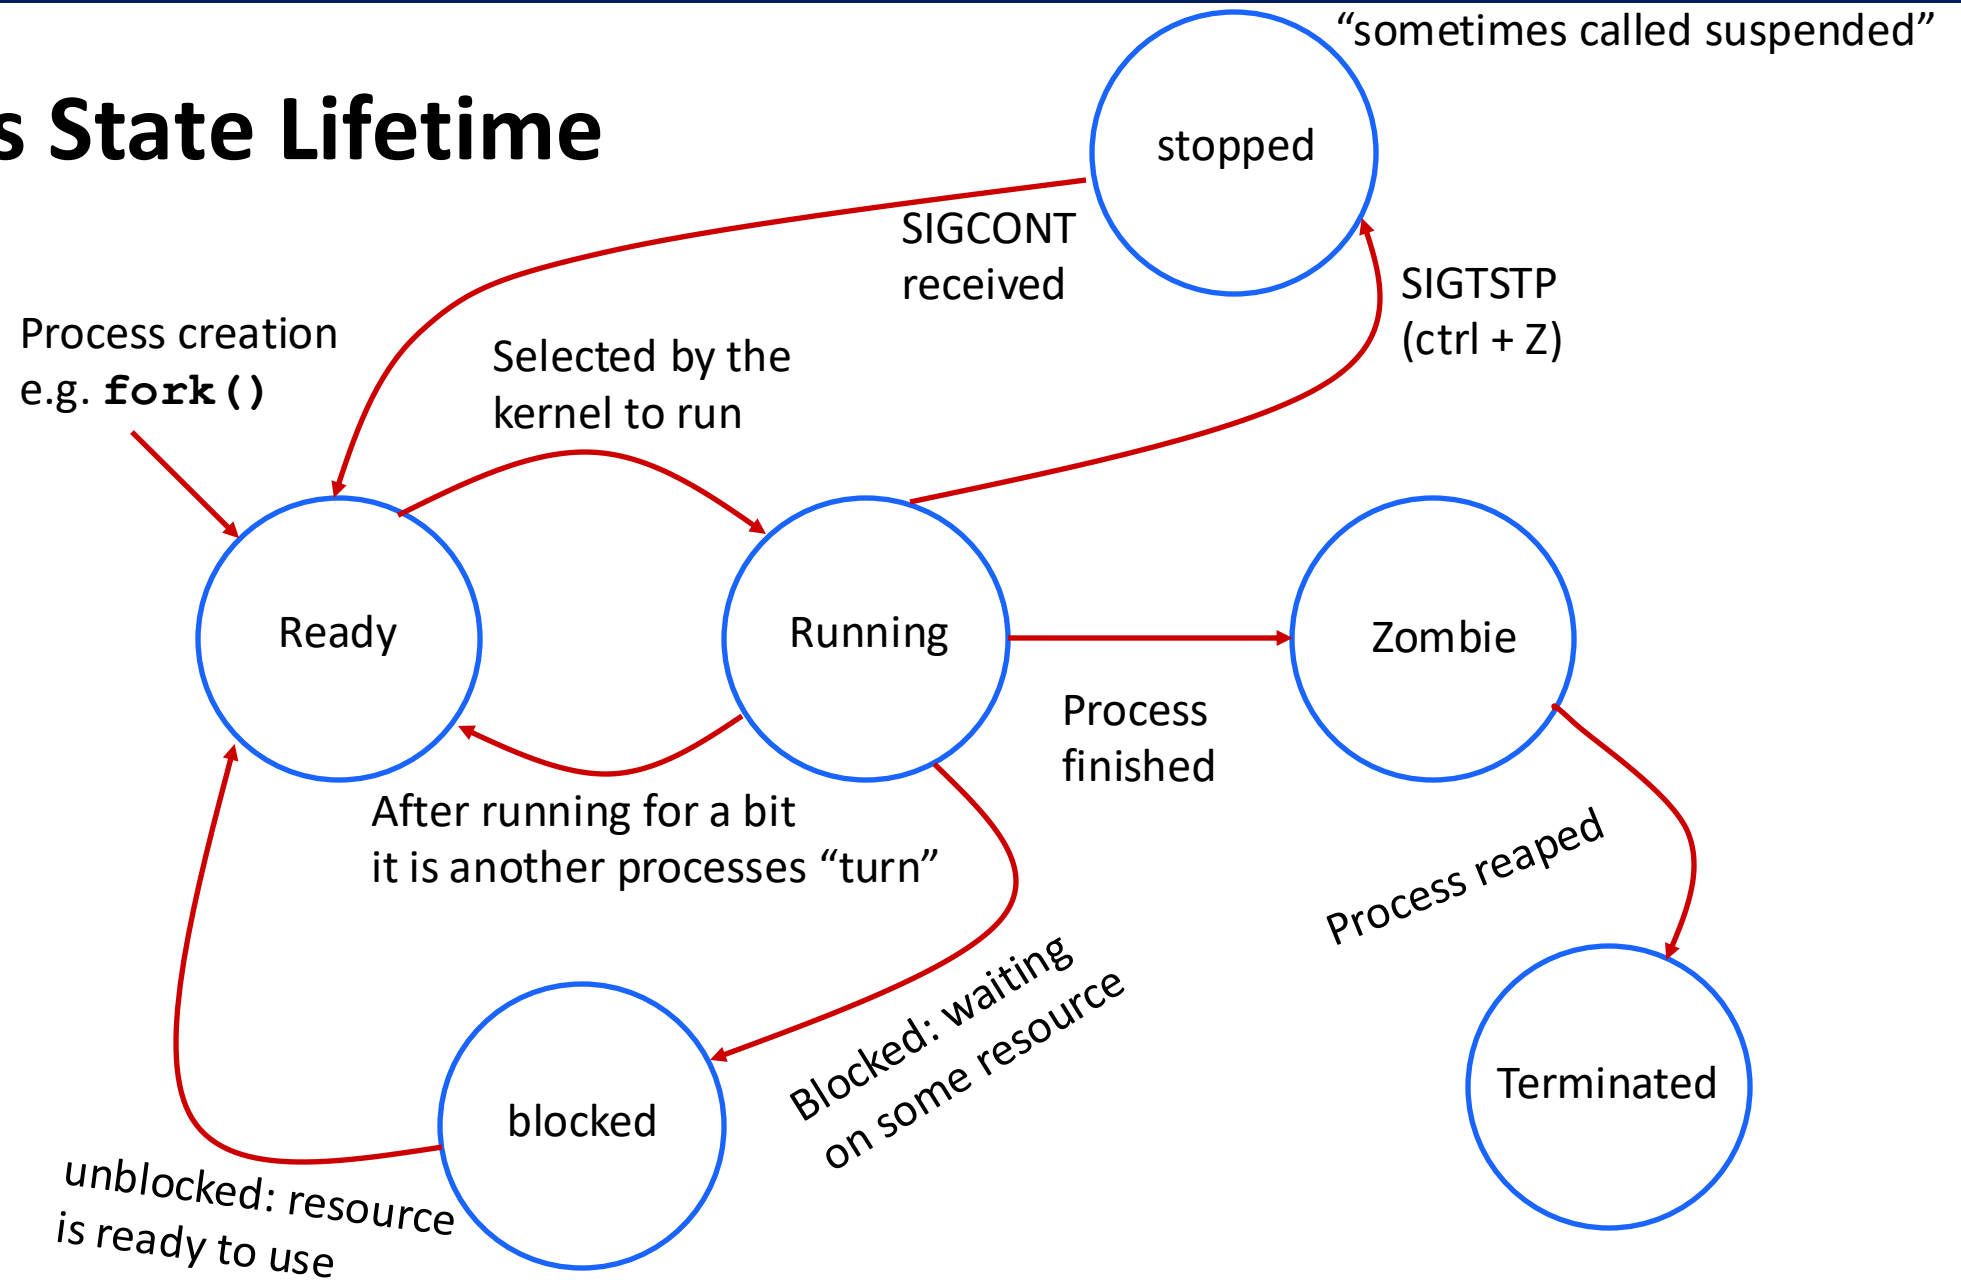 “sometimes called suspended”
s State Lifetime
stopped
SIGCONT
received
SIGTSTP
(ctrl + Z)
Process creation
e.g. fork()
Selected by the
kernel to run
Ready
Running
Zombie
Process
finished
After running for a bit
it is another processes “turn”
Process reaped
Blocked: waiting
on some resource
blocked
Terminated
unblocked: resource
is ready to use